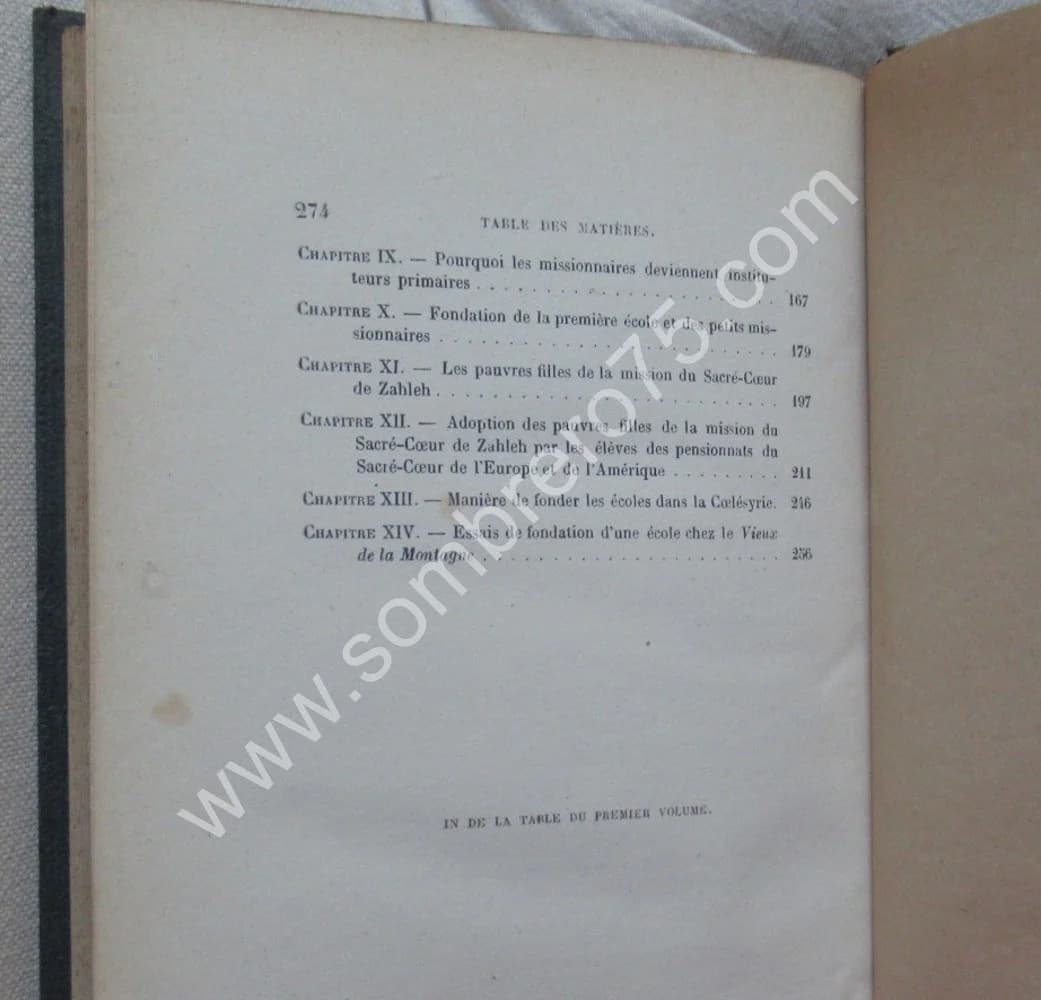 274
TABLE DES MATIÈRES.
CHAPITRE IX. — Pourquoi les missionnaires deviennent institu-
teurs primaires . . . . . . . . . . . . . . . . . . 167
CHAPITRE X. — Fondation de la première école et des petits mis-
sionnaires . . . . . . . . . . . . . . . . . . . . 179
CHAPITRE XI. — Les pauvres filles de la mission du Sacré-Cœur
de Zahleh . . . . . . . . . . . . . . . . . . . . 197
CHAPITRE XII. — Adoption des pauvres filles de la mission du
Sacré-Cœur de Zahleh par les élèves des pensionnats du
Sacré-Cœur de l'Europe et de l'Amérique . . . . . . . . 211
CHAPITRE XIII. — Manière de fonder les écoles dans la Cœlésyrie. 246
CHAPITRE XIV. — Essais de fondation d'une école chez le Vieux
de la Montagne . . . . . . . . . . . . . . . . . . 256
IN DE LA TABLE DU PREMIER VOLUME.
www.sombrero75.com